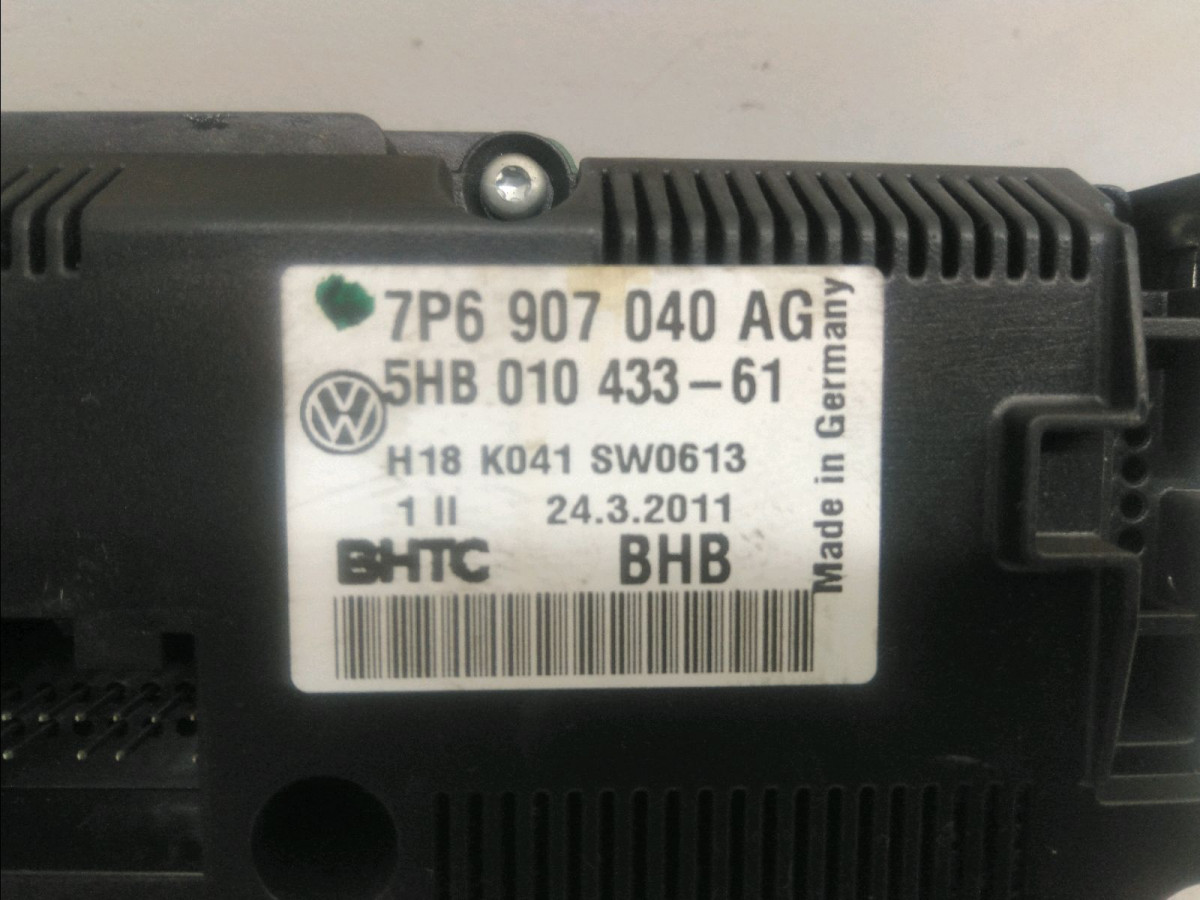 7P6 907 040 AG
5HB 010 433-61
H18 K041 SW0613
1 II 24.3.2011
BHTC BHB
Made in Germany